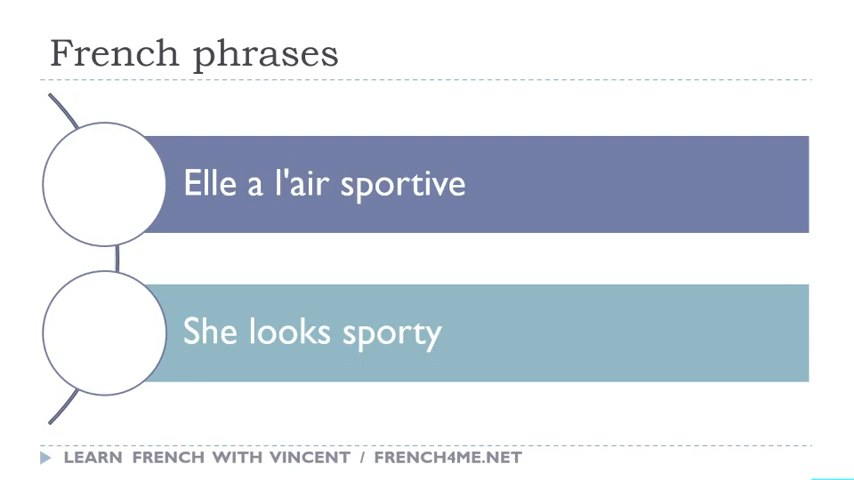 French phrases
Elle a l'air sportive
She looks sporty
LEARN FRENCH WITH VINCENT / FRENCH4ME.NET